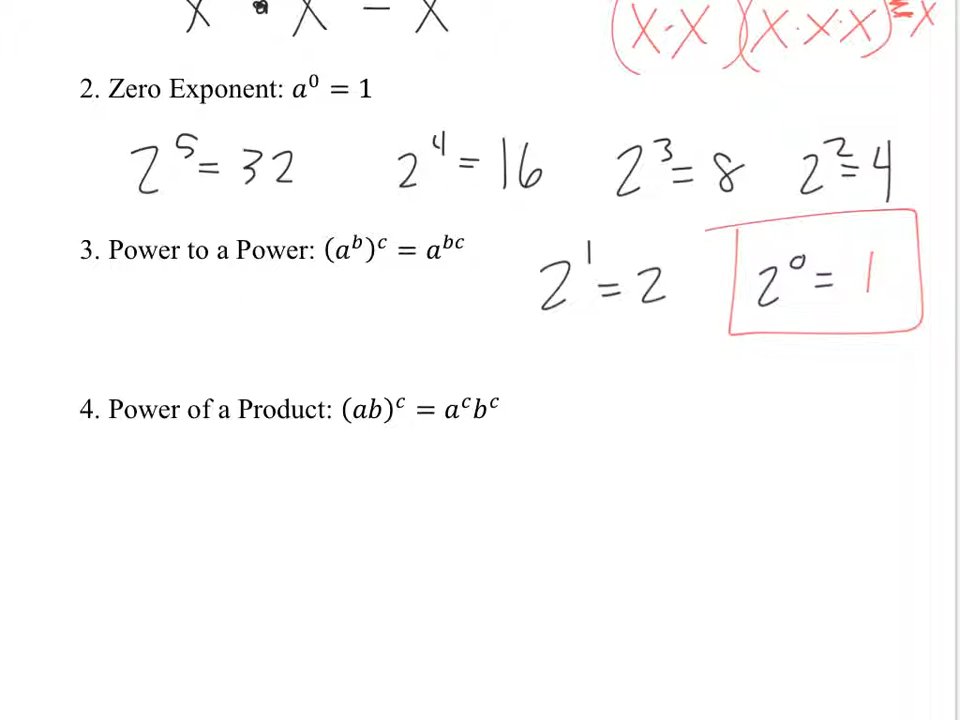 x • x = x
(x·x)(x·x·x) = x
2. Zero Exponent: a⁰ = 1
2⁵ = 32 2⁴ = 16 2³ = 8 2² = 4
3. Power to a Power: (aᵇ)ᶜ = aᵇᶜ
2¹ = 2 2⁰ = 1
4. Power of a Product: (ab)ᶜ = aᶜbᶜ